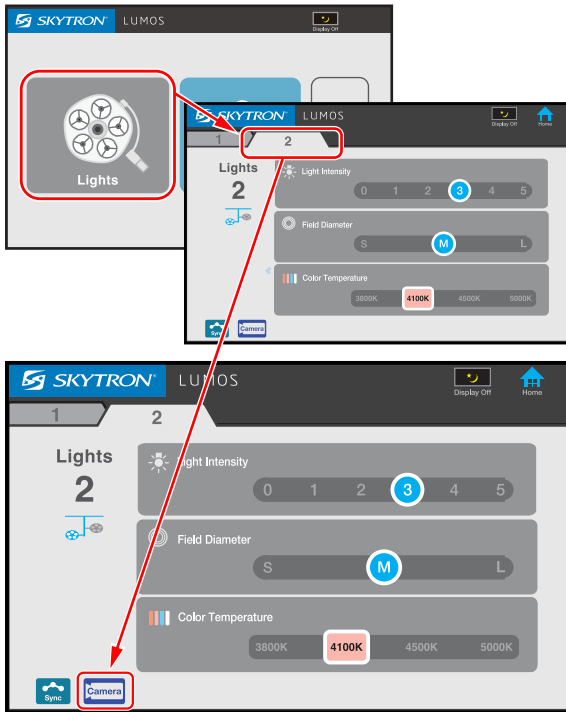 SKYTRON LUMOS
Display Off
Lights
SKYTRON LUMOS
Display Off Home
1 2
Lights
2
Light Intensity
0 1 2 3 4 5
Field Diameter
S M L
Color Temperature
3800K 4100K 4500K 5000K
Sync Camera
SKYTRON LUMOS
Display Off Home
1 2
Lights
2
Light Intensity
0 1 2 3 4 5
Field Diameter
S M L
Color Temperature
3800K 4100K 4500K 5000K
Sync Camera